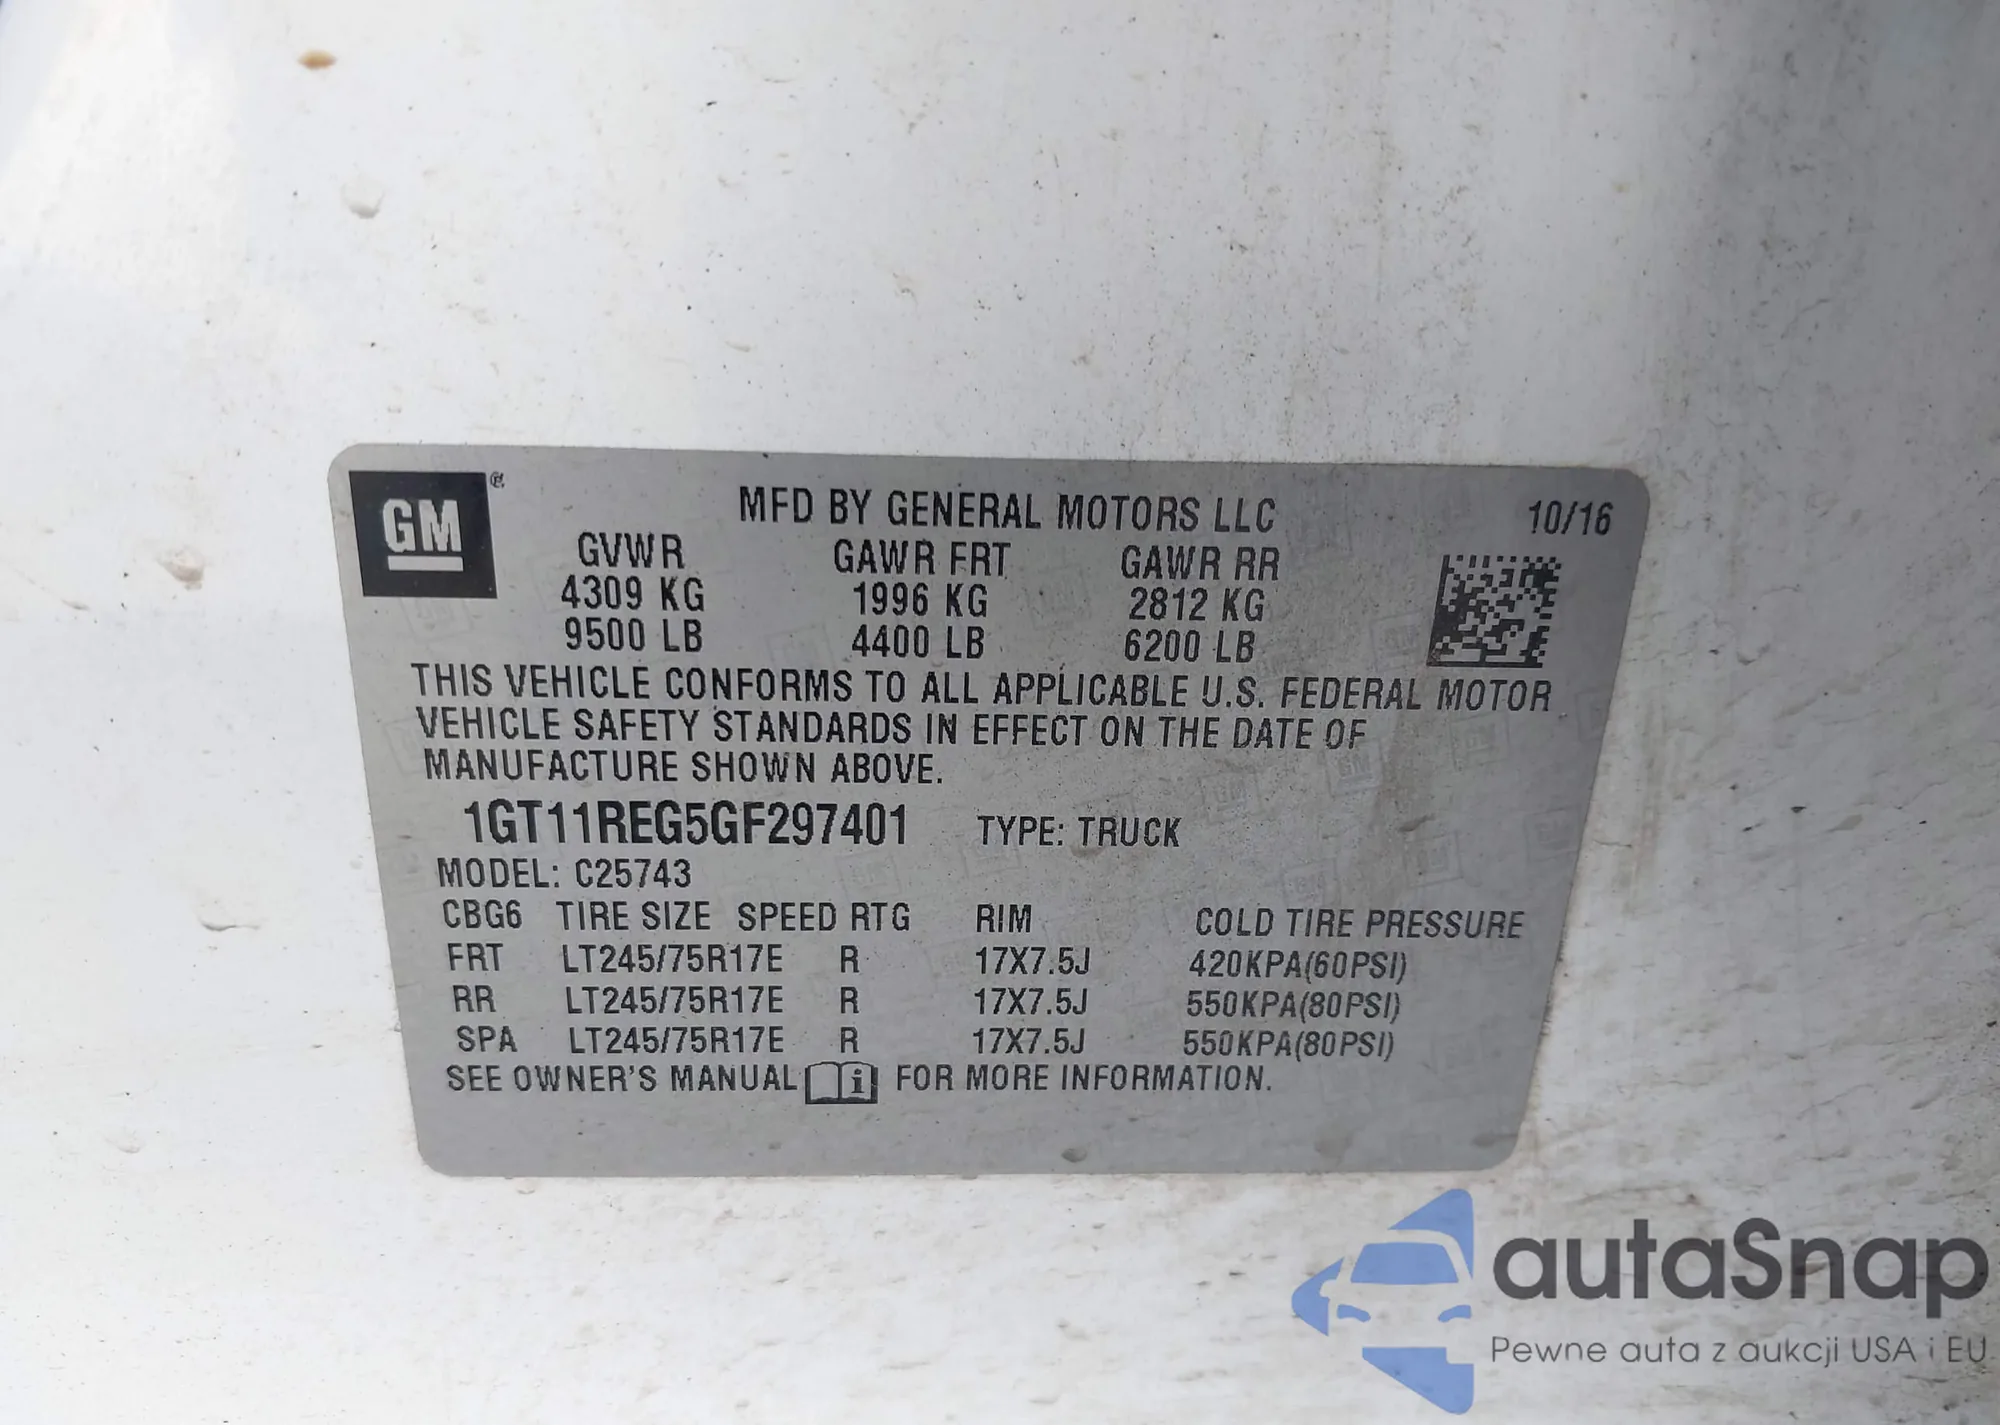 GM
MFD BY GENERAL MOTORS LLC 10/16
GVWR GAWR FRT GAWR RR
4309 KG 1996 KG 2812 KG
9500 LB 4400 LB 6200 LB
THIS VEHICLE CONFORMS TO ALL APPLICABLE U.S. FEDERAL MOTOR
VEHICLE SAFETY STANDARDS IN EFFECT ON THE DATE OF
MANUFACTURE SHOWN ABOVE.
1GT11REG5GF297401 TYPE: TRUCK
MODEL: C25743
CBG6 TIRE SIZE SPEED RTG RIM COLD TIRE PRESSURE
FRT LT245/75R17E R 17X7.5J 420KPA(60PSI)
RR LT245/75R17E R 17X7.5J 550KPA(80PSI)
SPA LT245/75R17E R 17X7.5J 550KPA(80PSI)
SEE OWNER'S MANUAL i FOR MORE INFORMATION.
autaSnap
Pewne auta z aukcji USA i EU